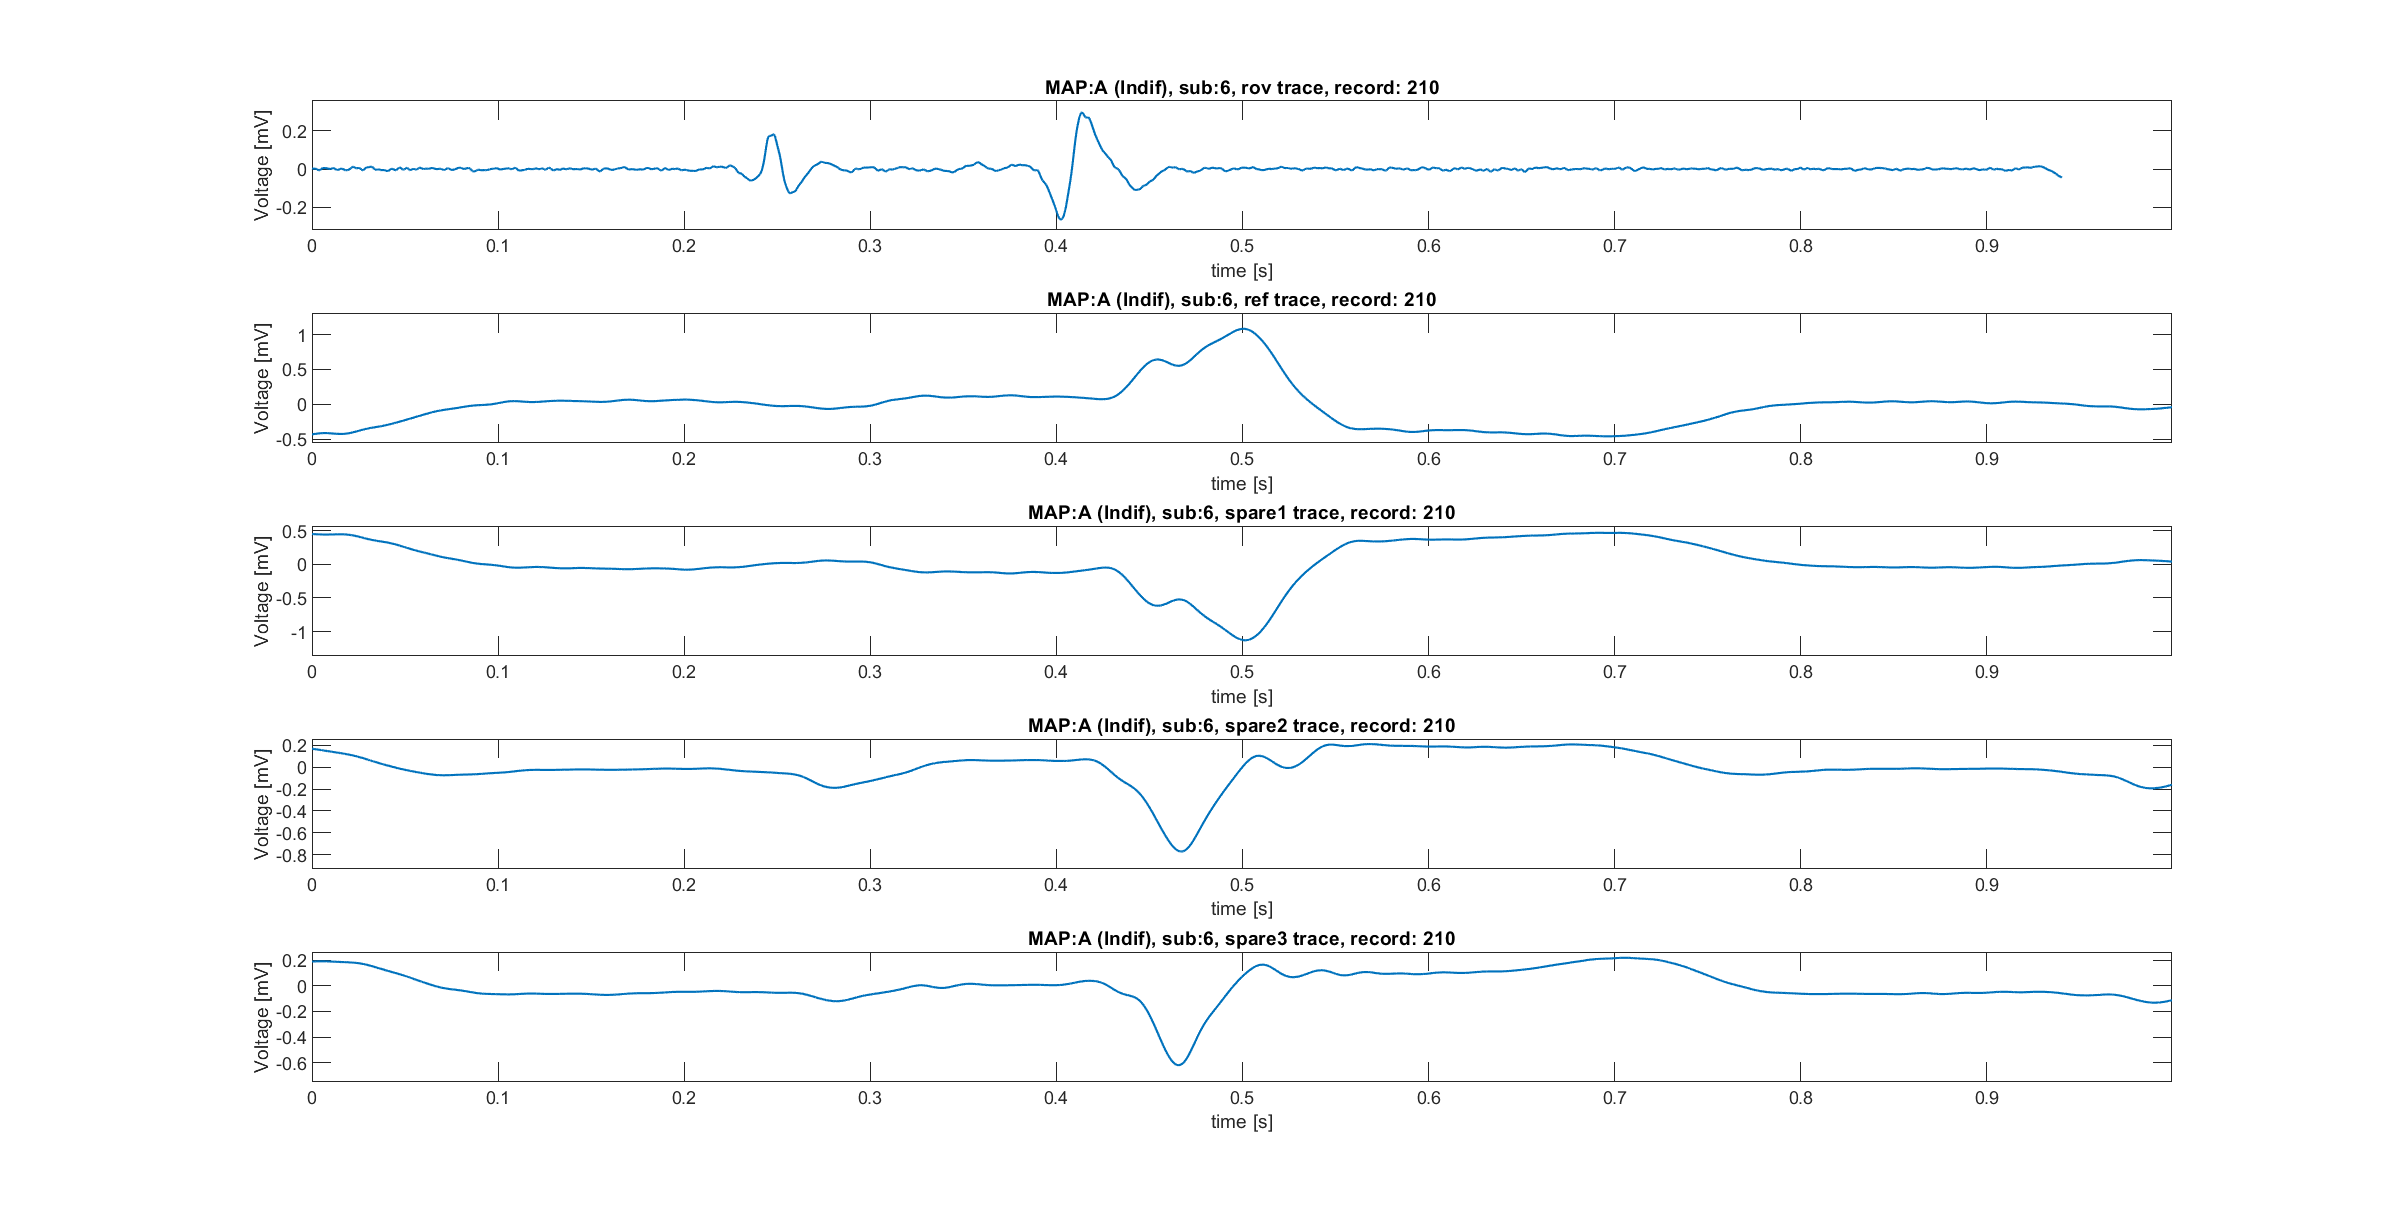 MAP:A (Indif), sub:6, rov trace, record: 210
Voltage [mV]
0.2
0
-0.2
0 0.1 0.2 0.3 0.4 0.5 0.6 0.7 0.8 0.9
time [s]
MAP:A (Indif), sub:6, ref trace, record: 210
Voltage [mV]
1
0.5
0
-0.5
0 0.1 0.2 0.3 0.4 0.5 0.6 0.7 0.8 0.9
time [s]
MAP:A (Indif), sub:6, spare1 trace, record: 210
Voltage [mV]
0.5
0
-0.5
-1
0 0.1 0.2 0.3 0.4 0.5 0.6 0.7 0.8 0.9
time [s]
MAP:A (Indif), sub:6, spare2 trace, record: 210
Voltage [mV]
0.2
0
-0.2
-0.4
-0.6
-0.8
0 0.1 0.2 0.3 0.4 0.5 0.6 0.7 0.8 0.9
time [s]
MAP:A (Indif), sub:6, spare3 trace, record: 210
Voltage [mV]
0.2
0
-0.2
-0.4
-0.6
0 0.1 0.2 0.3 0.4 0.5 0.6 0.7 0.8 0.9
time [s]